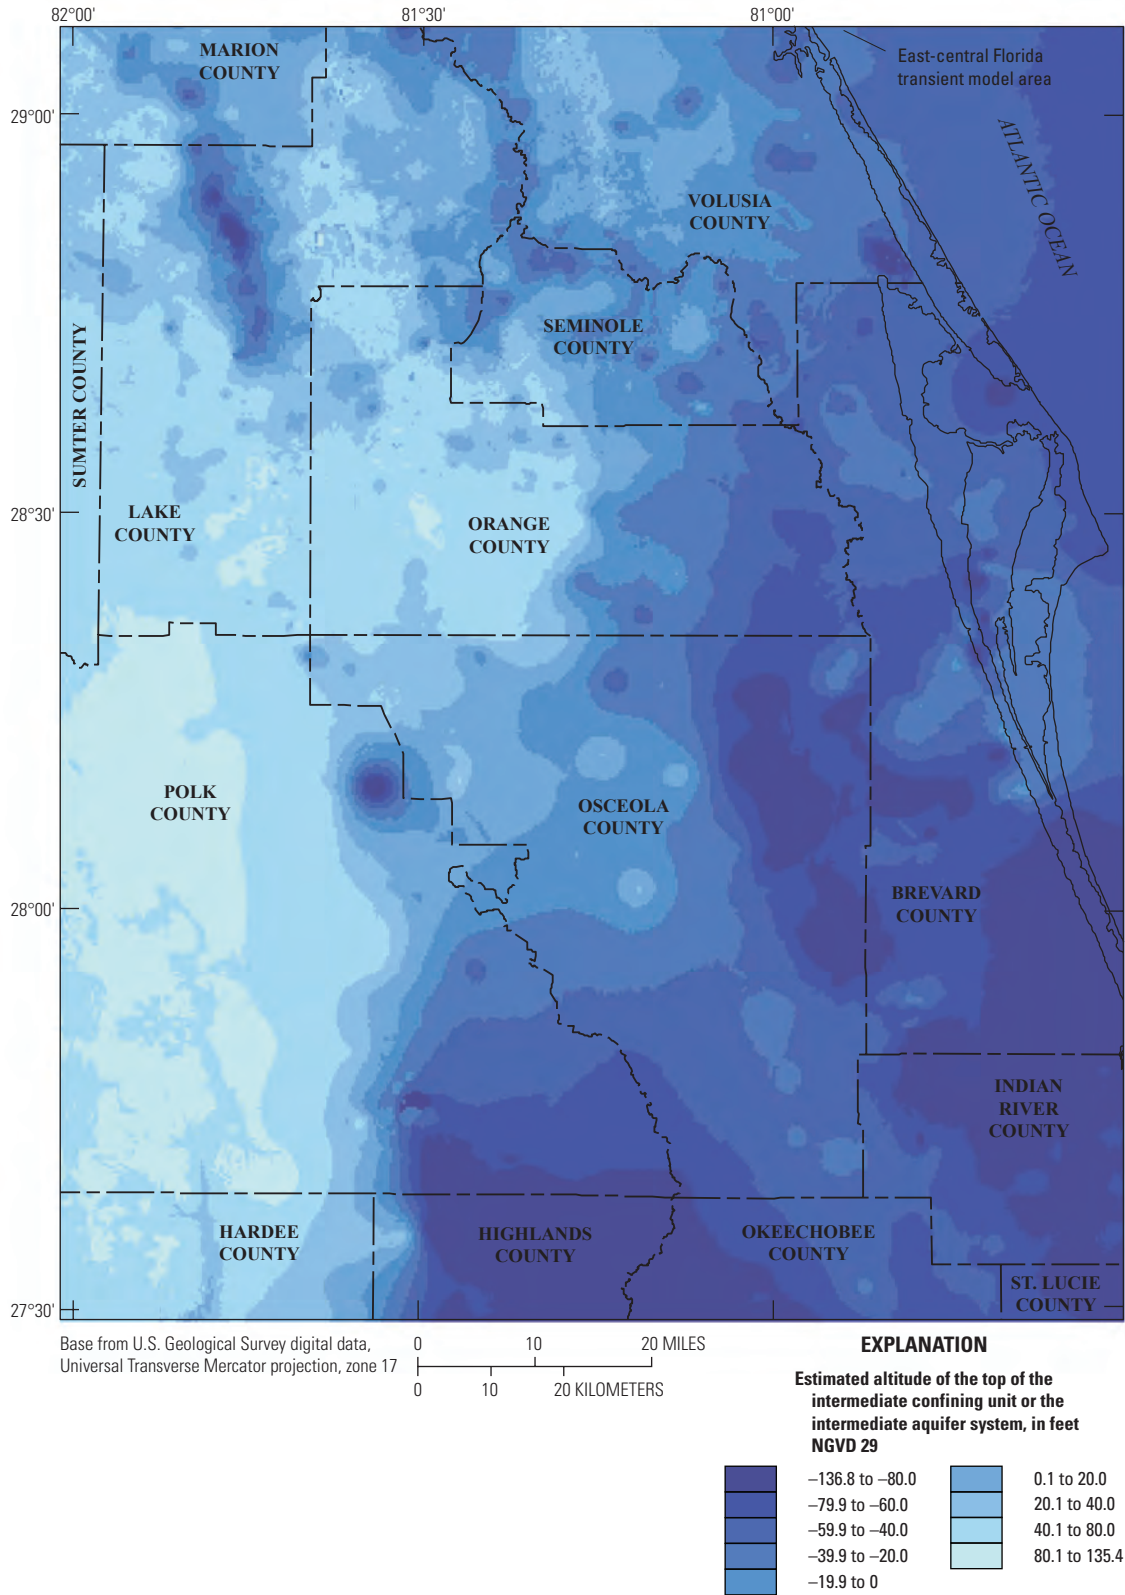 82°00'
81°30'
81°00'
MARION
COUNTY
East-central Florida
transient model area
29°00'
ATLANTIC OCEAN
VOLUSIA
COUNTY
SEMINOLE
COUNTY
SUMTER COUNTY
28°30'
LAKE
COUNTY
ORANGE
COUNTY
POLK
COUNTY
OSCEOLA
COUNTY
BREVARD
COUNTY
28°00'
INDIAN
RIVER
COUNTY
HARDEE
COUNTY
HIGHLANDS
COUNTY
OKEECHOBEE
COUNTY
ST. LUCIE
COUNTY
27°30'
Base from U.S. Geological Survey digital data,
Universal Transverse Mercator projection, zone 17
0 10 20 MILES
0 10 20 KILOMETERS
EXPLANATION
Estimated altitude of the top of the
intermediate confining unit or the
intermediate aquifer system, in feet
NGVD 29
−136.8 to −80.0
−79.9 to −60.0
−59.9 to −40.0
−39.9 to −20.0
−19.9 to 0
0.1 to 20.0
20.1 to 40.0
40.1 to 80.0
80.1 to 135.4